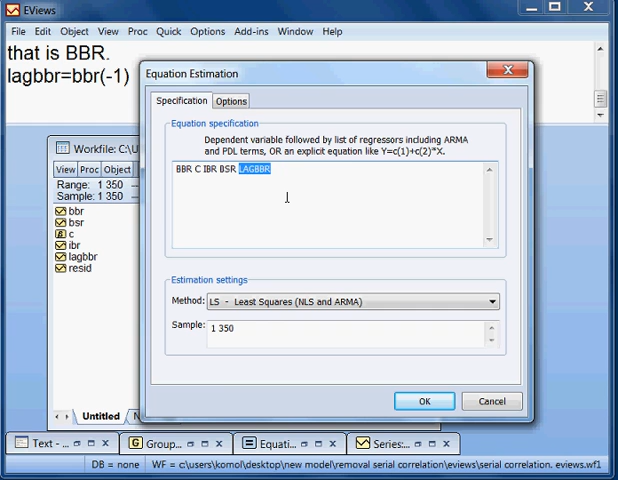 EViews
File Edit Object View Proc Quick Options Add-ins Window Help
that is BBR.
lagbbr=bbr(-1)
Equation Estimation
Specification Options
Equation specification
Dependent variable followed by list of regressors including ARMA
and PDL terms, OR an explicit equation like Y=c(1)+c(2)*X.
BBR C IBR BSR LAGBBR
Workfile: C:\U
View Proc Object
Range: 1 350
Sample: 1 350
bbr
bsr
c
ibr
lagbbr
resid
Estimation settings
Method: LS - Least Squares (NLS and ARMA)
Sample: 1 350
OK Cancel
Untitled
Text - ... Group... Equati... Series:...
DB = none WF = c:\users\komol\desktop\new model\removal serial correlation\eviews\serial correlation. eviews.wf1